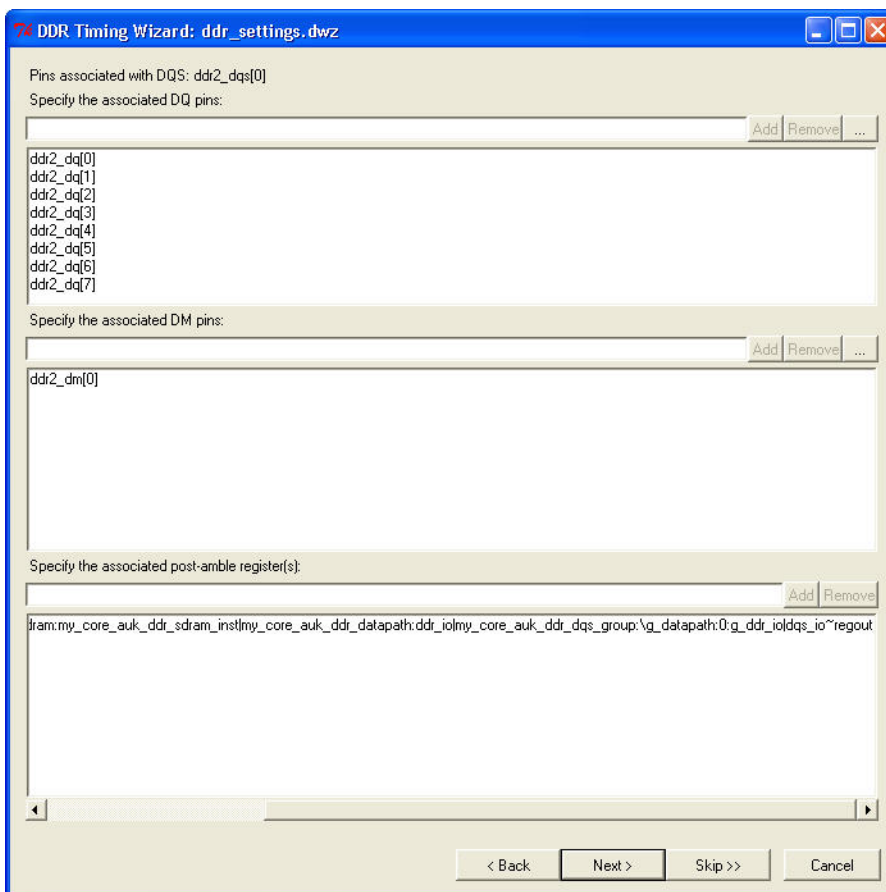 DDR Timing Wizard: ddr_settings.dwz
Pins associated with DQS: ddr2_dqs[0]
Specify the associated DQ pins:
Add Remove ...
ddr2_dq[0]
ddr2_dq[1]
ddr2_dq[2]
ddr2_dq[3]
ddr2_dq[4]
ddr2_dq[5]
ddr2_dq[6]
ddr2_dq[7]
Specify the associated DM pins:
Add Remove ...
ddr2_dm[0]
Specify the associated post-amble register(s):
Add Remove
dram:my_core_auk_ddr_sdram_inst|my_core_auk_ddr_datapath:ddr_io|my_core_auk_ddr_dqs_group:\g_datapath:0:g_ddr_io|dqs_io~regout
< Back Next > Skip >> Cancel